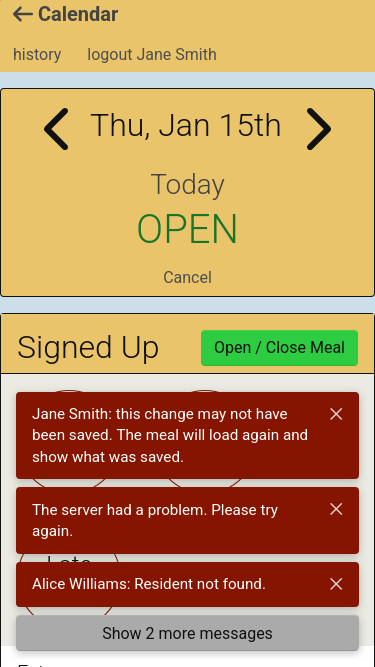 Calendar
history logout Jane Smith
Thu, Jan 15th
Today
OPEN
Cancel
Signed Up
Open / Close Meal
Jane Smith: this change may not have
been saved. The meal will load again and
show what was saved.
The server had a problem. Please try
again.
Late
Alice Williams: Resident not found.
Show 2 more messages